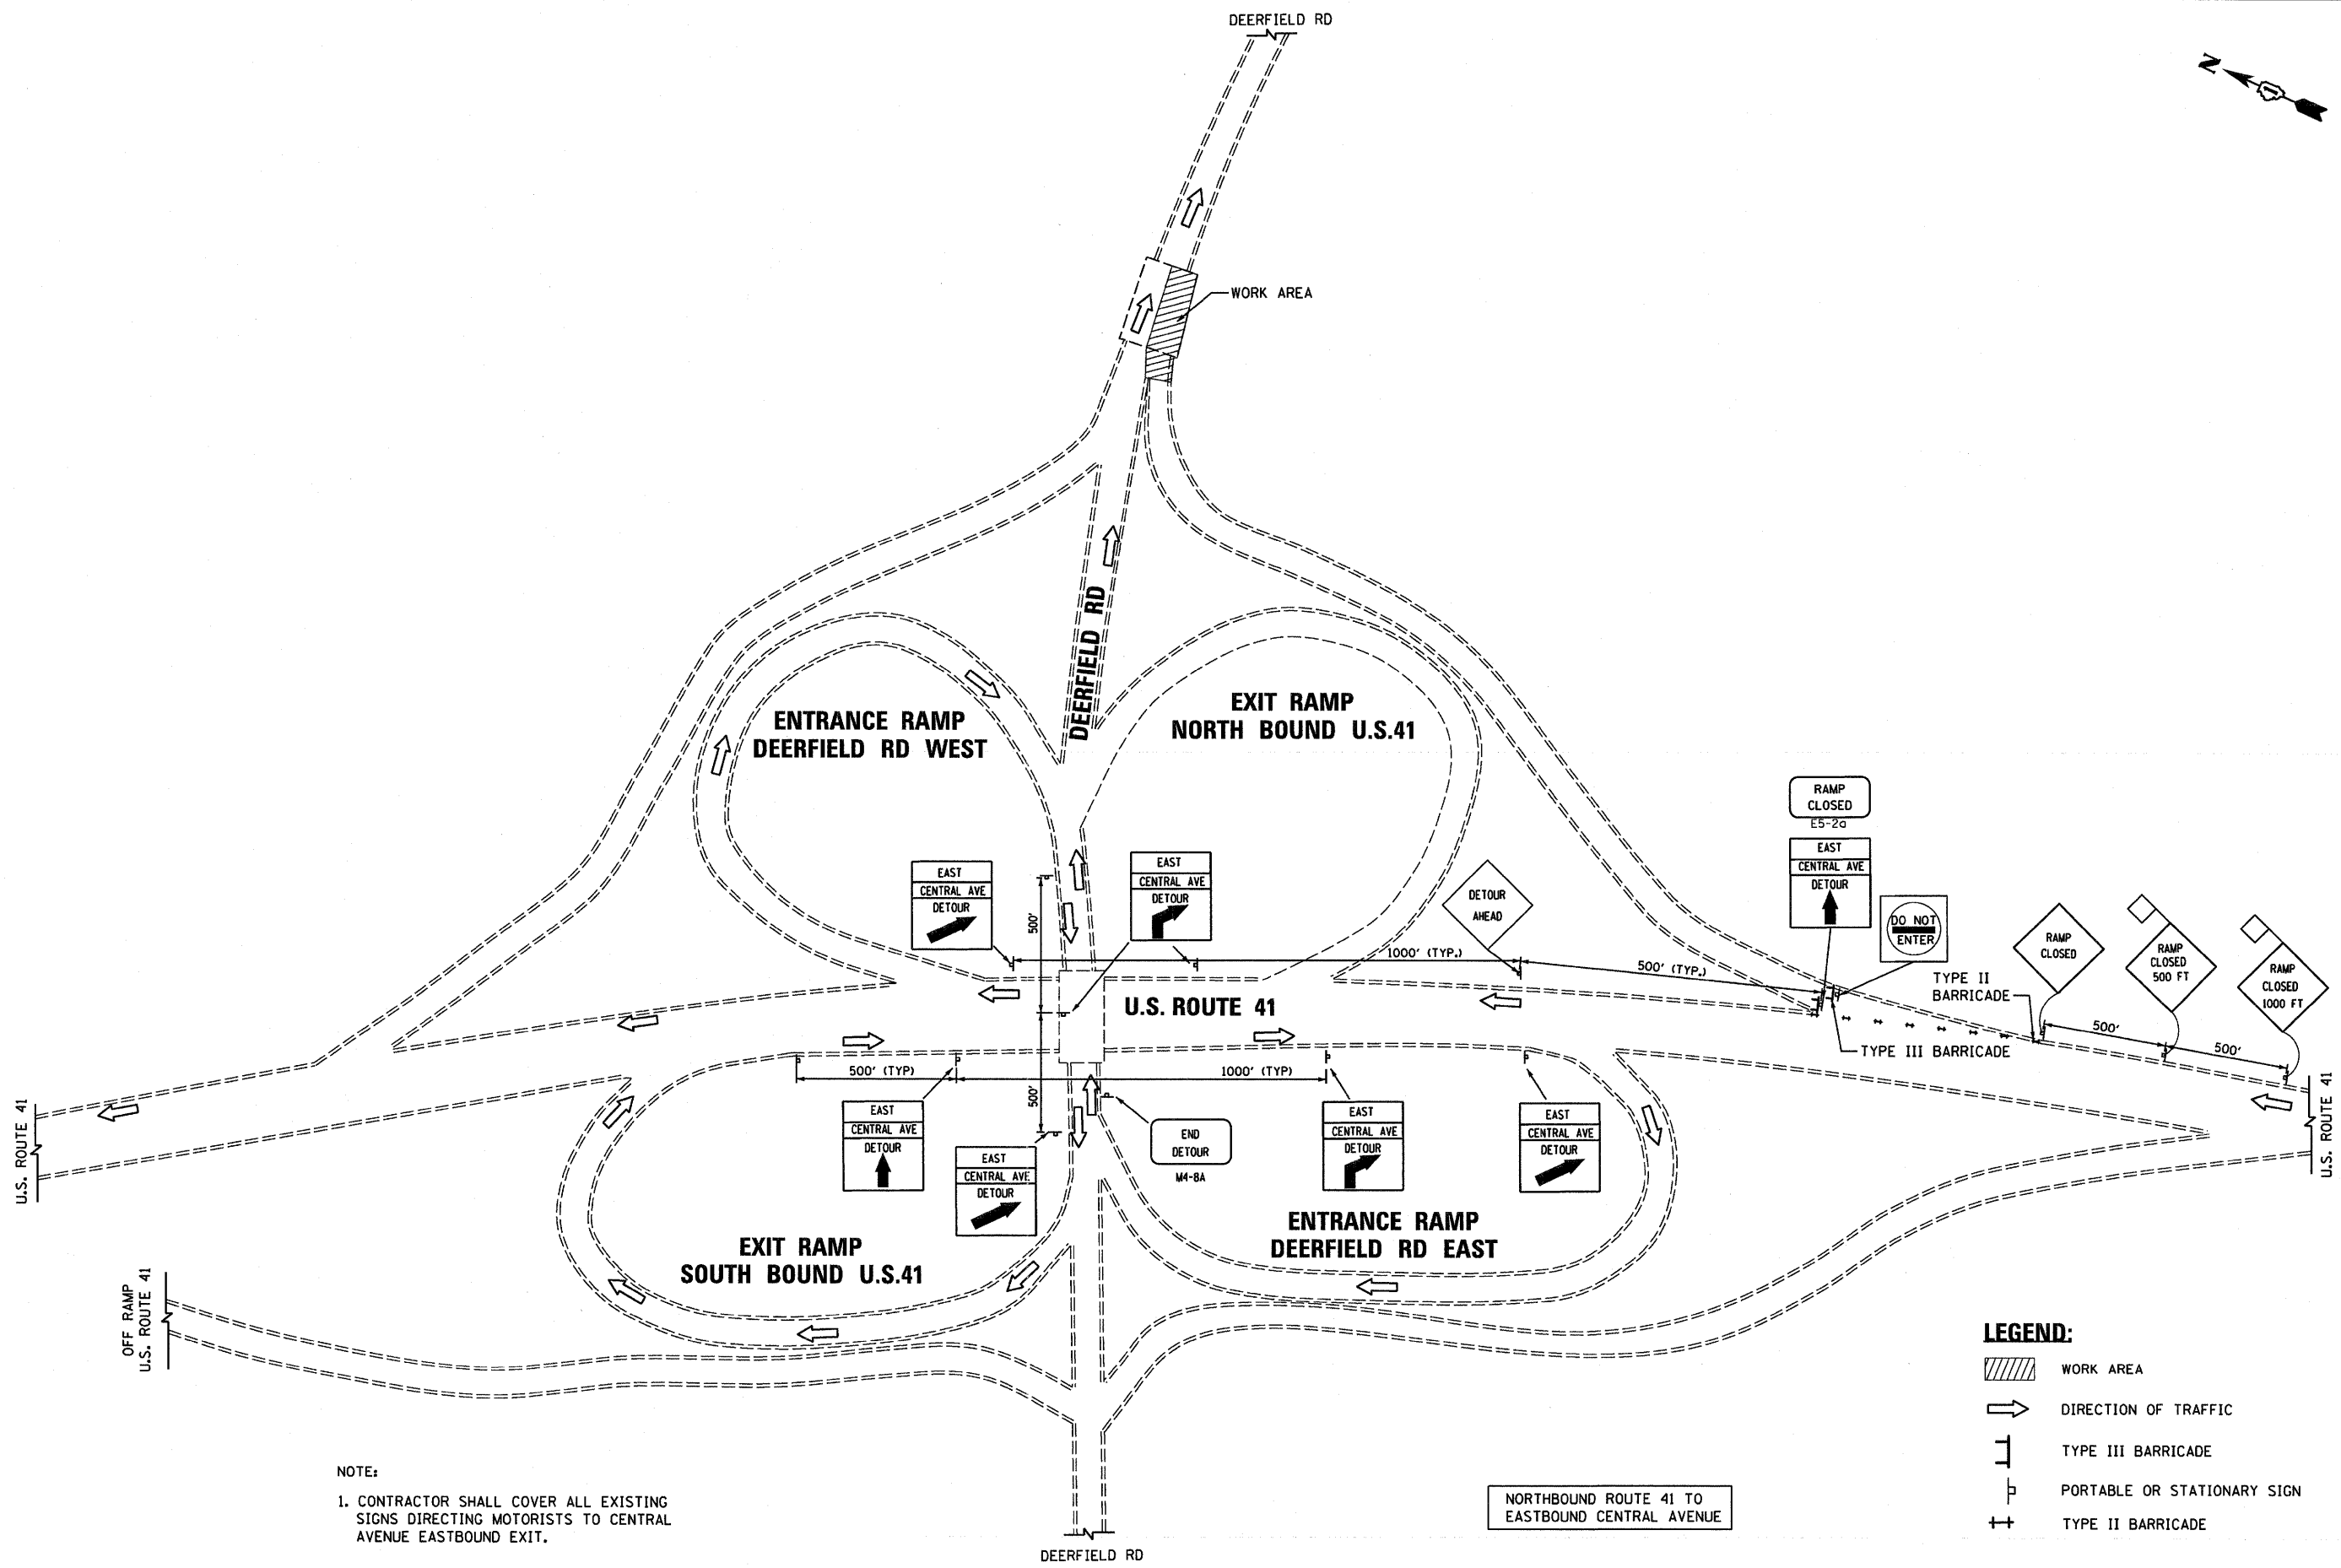 DEERFIELD RD
N
WORK AREA
DEERFIELD RD
ENTRANCE RAMP
DEERFIELD RD WEST
EXIT RAMP
NORTH BOUND U.S.41
RAMP
CLOSED
E5-2a
EAST
CENTRAL AVE
DETOUR
DO NOT
ENTER
EAST
CENTRAL AVE
DETOUR
EAST
CENTRAL AVE
DETOUR
DETOUR
AHEAD
500'
1000' (TYP.)
500' (TYP.)
RAMP
CLOSED
RAMP
CLOSED
500 FT
RAMP
CLOSED
1000 FT
TYPE II
BARRICADE
U.S. ROUTE 41
TYPE III BARRICADE
500'
500'
500' (TYP)
500'
1000' (TYP)
U.S. ROUTE 41
U.S. ROUTE 41
EAST
CENTRAL AVE
DETOUR
EAST
CENTRAL AVE
DETOUR
END
DETOUR
M4-8A
EAST
CENTRAL AVE
DETOUR
EAST
CENTRAL AVE
DETOUR
EXIT RAMP
SOUTH BOUND U.S.41
ENTRANCE RAMP
DEERFIELD RD EAST
OFF RAMP
U.S. ROUTE 41
LEGEND:
WORK AREA
DIRECTION OF TRAFFIC
TYPE III BARRICADE
PORTABLE OR STATIONARY SIGN
TYPE II BARRICADE
NOTE:
1. CONTRACTOR SHALL COVER ALL EXISTING
SIGNS DIRECTING MOTORISTS TO CENTRAL
AVENUE EASTBOUND EXIT.
NORTHBOUND ROUTE 41 TO
EASTBOUND CENTRAL AVENUE
DEERFIELD RD